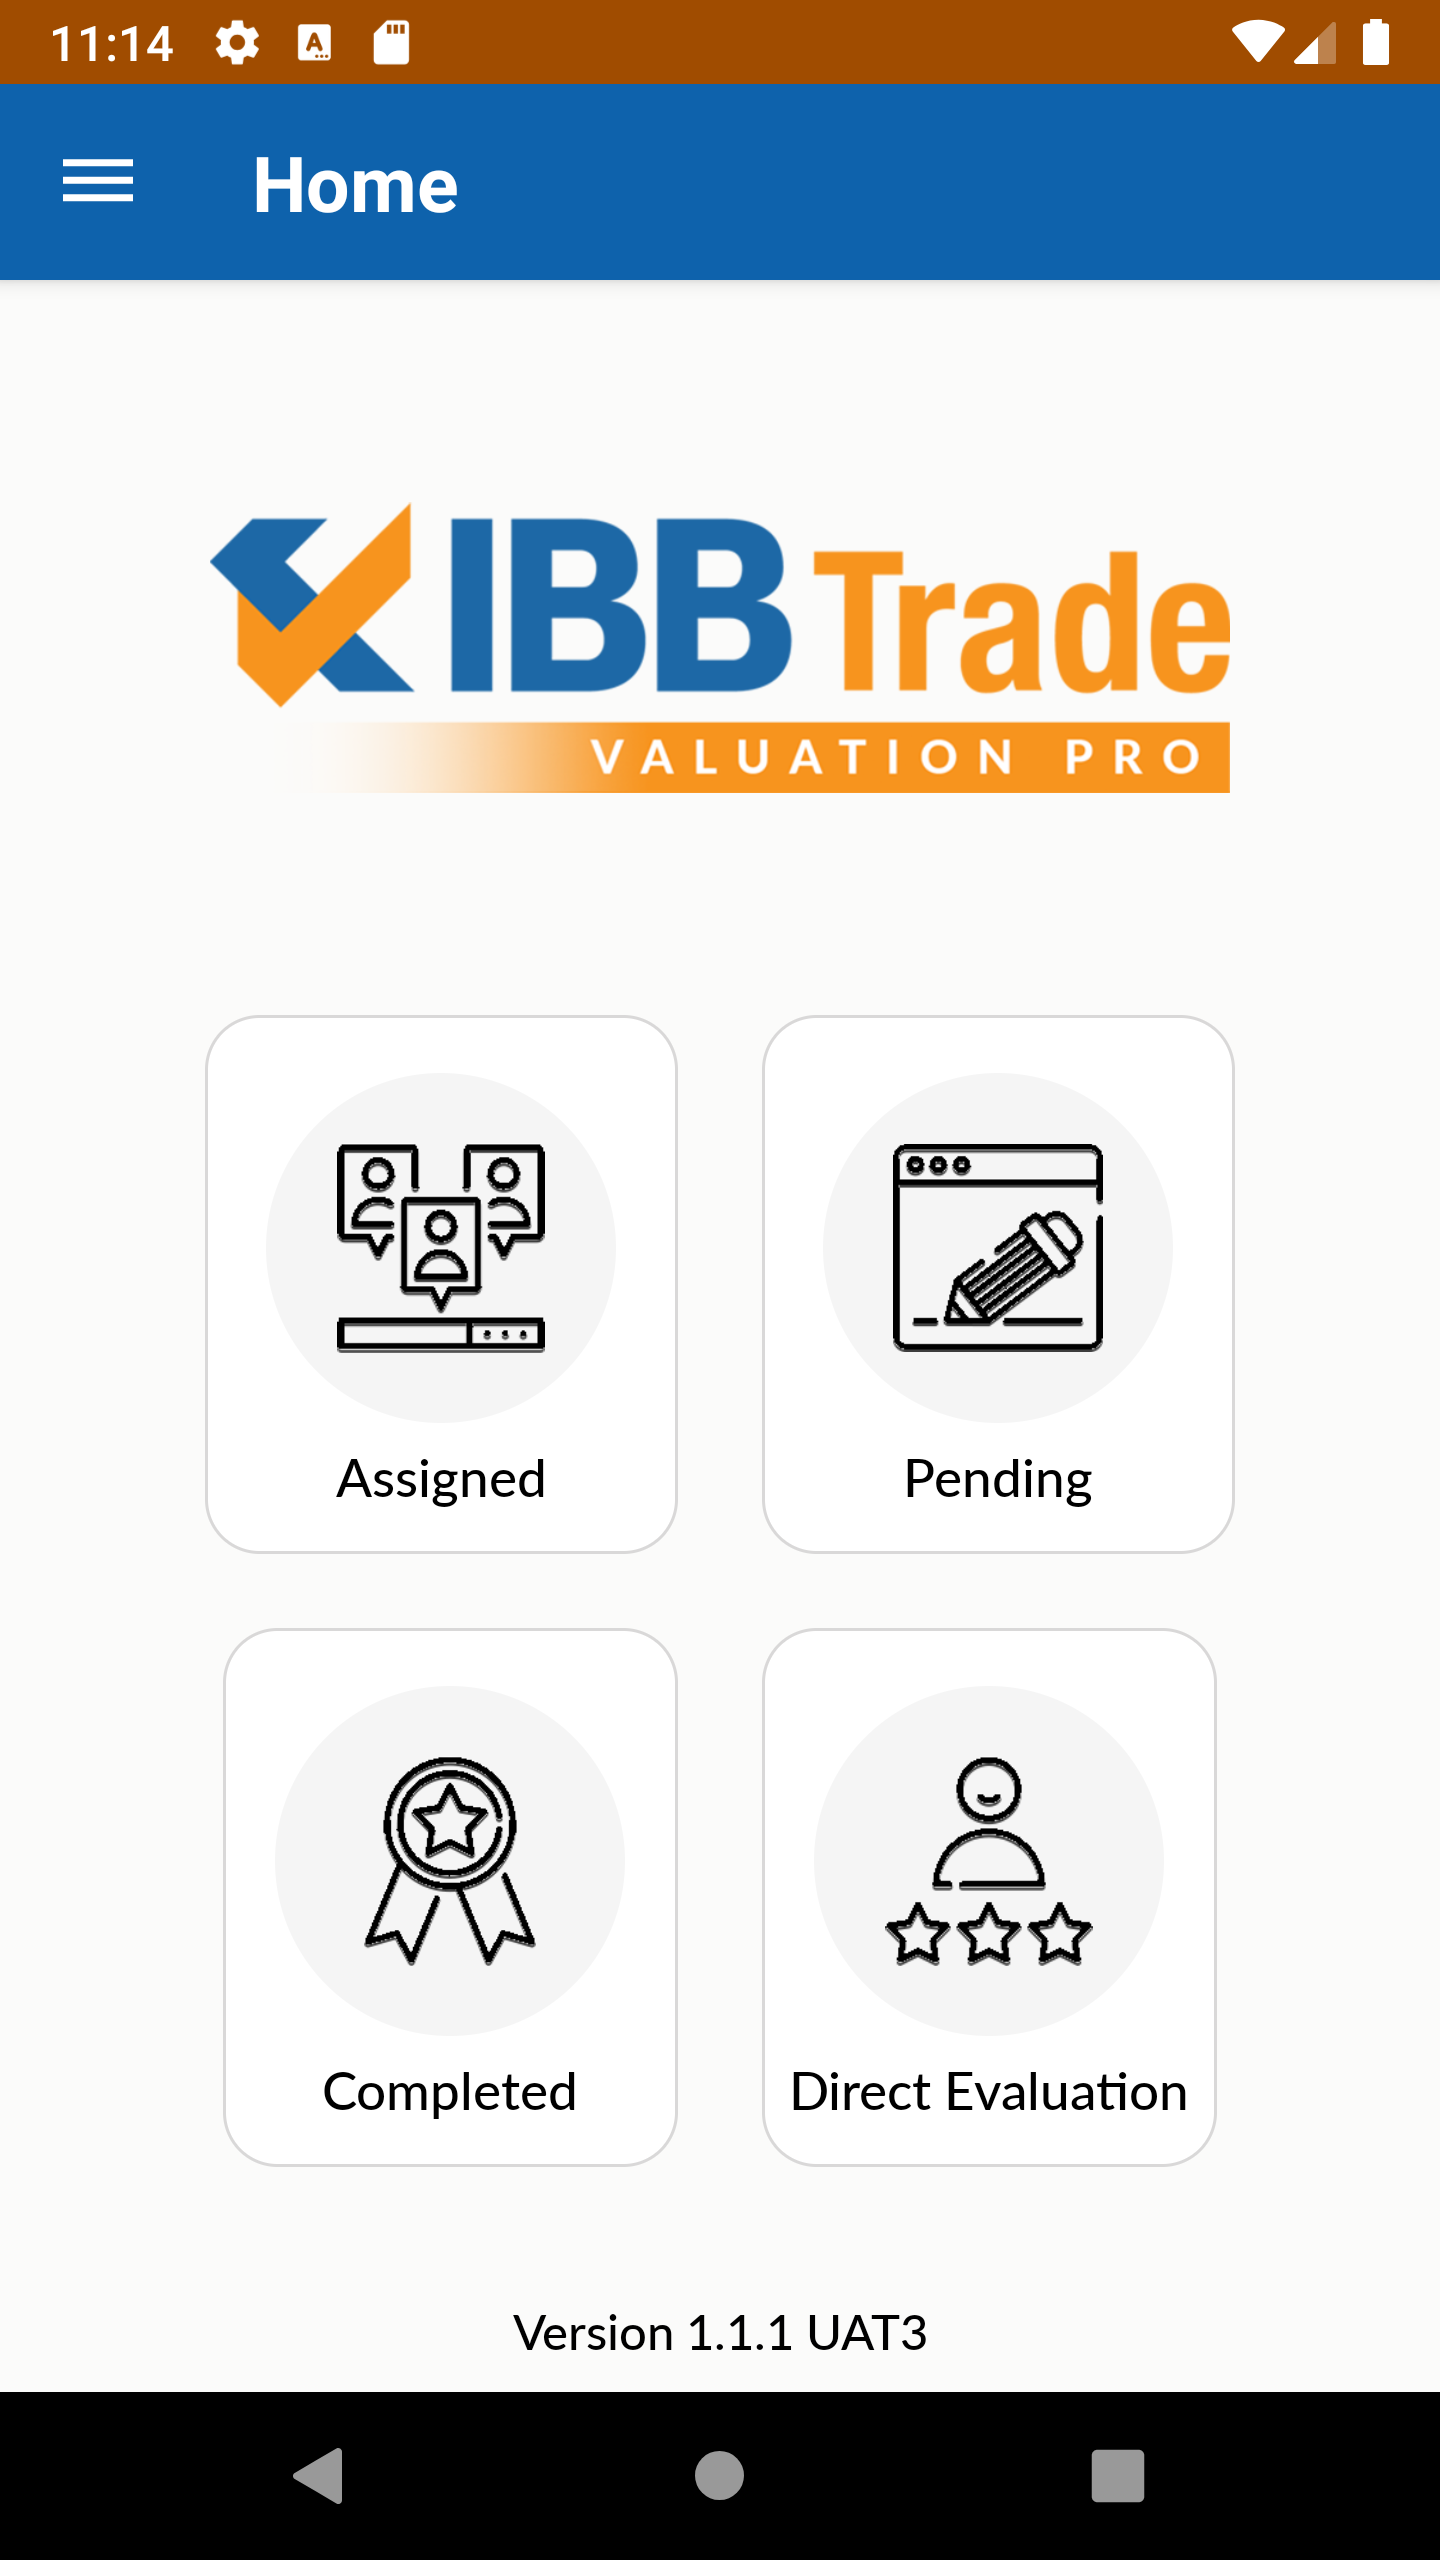 11:14
Home
IBB Trade
VALUATION PRO
Assigned
Pending
Completed
Direct Evaluation
Version 1.1.1 UAT3